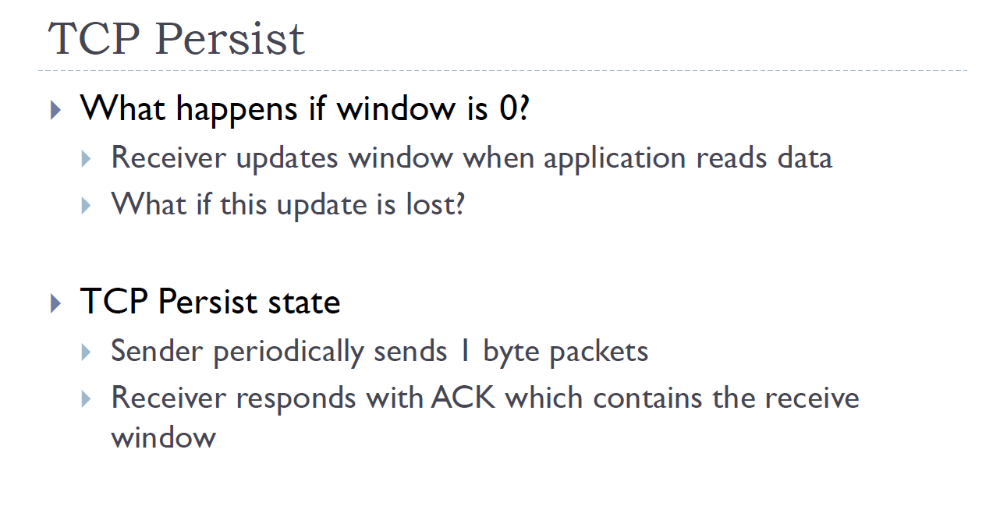 TCP Persist
What happens if window is 0?
Receiver updates window when application reads data
What if this update is lost?
TCP Persist state
Sender periodically sends 1 byte packets
Receiver responds with ACK which contains the receive
window